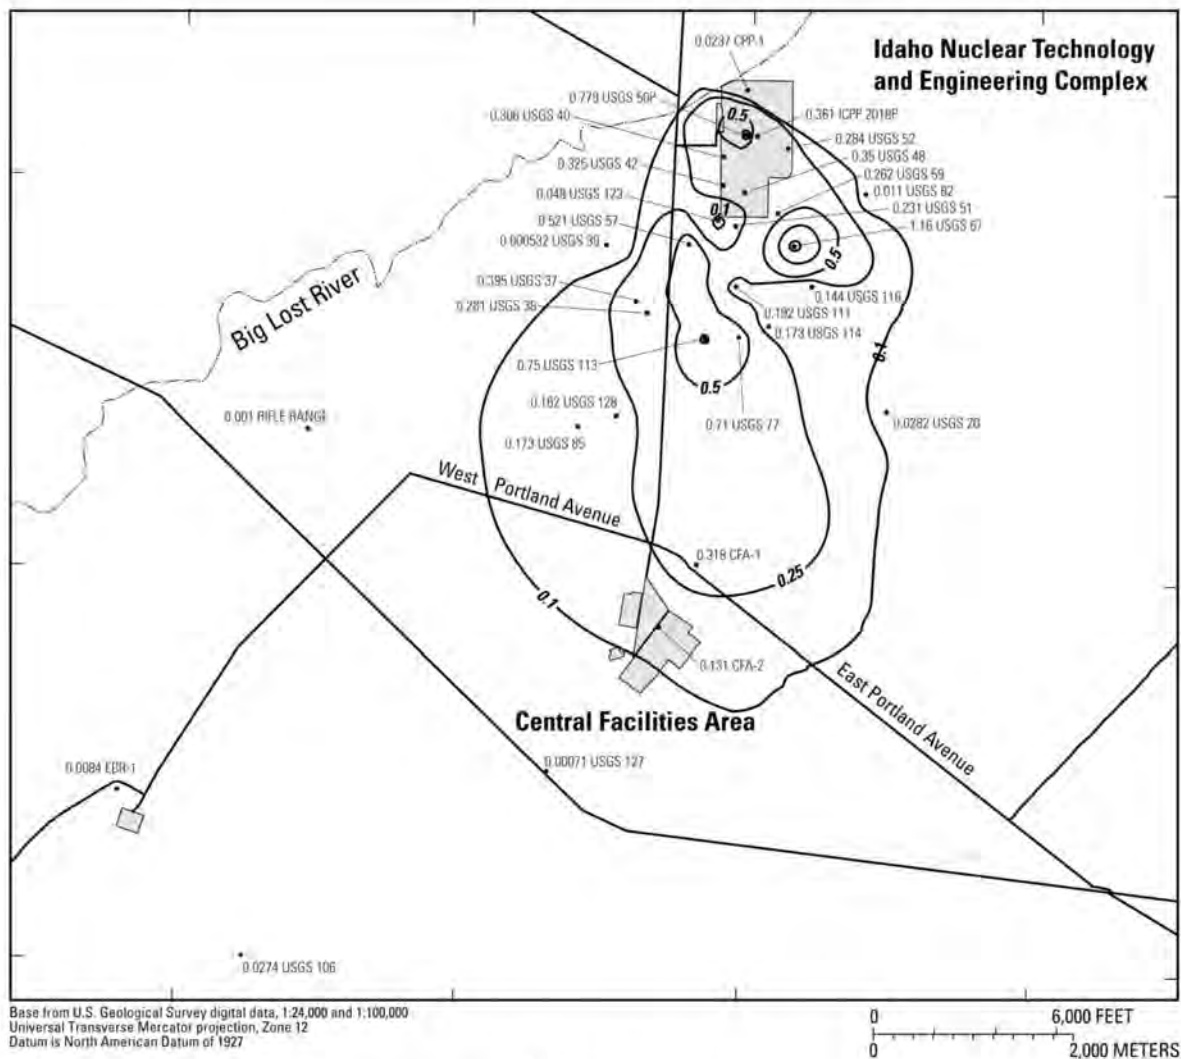 Idaho Nuclear Technology
and Engineering Complex
0.0237 CPP-1
0.778 USGS 50P
0.5
0.361 ICPP 2018P
0.306 USGS 40
0.284 USGS 52
0.35 USGS 48
0.325 USGS 42
0.262 USGS 59
0.048 USGS 123
0.011 USGS 82
0.1
0.231 USGS 51
0.521 USGS 57
1.16 USGS 67
0.000532 USGS 39
0.5
0.395 USGS 37
0.144 USGS 116
0.281 USGS 38
0.192 USGS 111
0.173 USGS 114
Big Lost River
0.1
0.75 USGS 113
0.5
0.162 USGS 128
0.001 RIFLE RANGE
0.71 USGS 77
0.0282 USGS 20
0.173 USGS 85
West Portland Avenue
0.318 CFA-1
0.25
0.1
0.131 CFA-2
East Portland Avenue
Central Facilities Area
0.00071 USGS 127
0.0084 EBR-1
0.0274 USGS 106
Base from U.S. Geological Survey digital data, 1:24,000 and 1:100,000
Universal Transverse Mercator projection, Zone 12
Datum is North American Datum of 1927
0 6,000 FEET
0 2,000 METERS